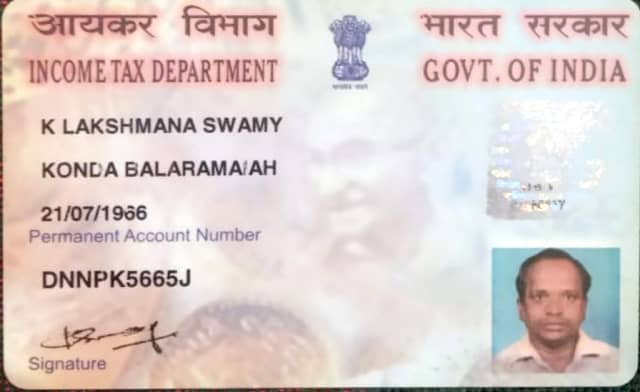 आयकर विभाग
INCOME TAX DEPARTMENT
भारत सरकार
GOVT. OF INDIA
K LAKSHMANA SWAMY
KONDA BALARAMAIAH
21/07/1966
Permanent Account Number
DNNPK5665J
Signature